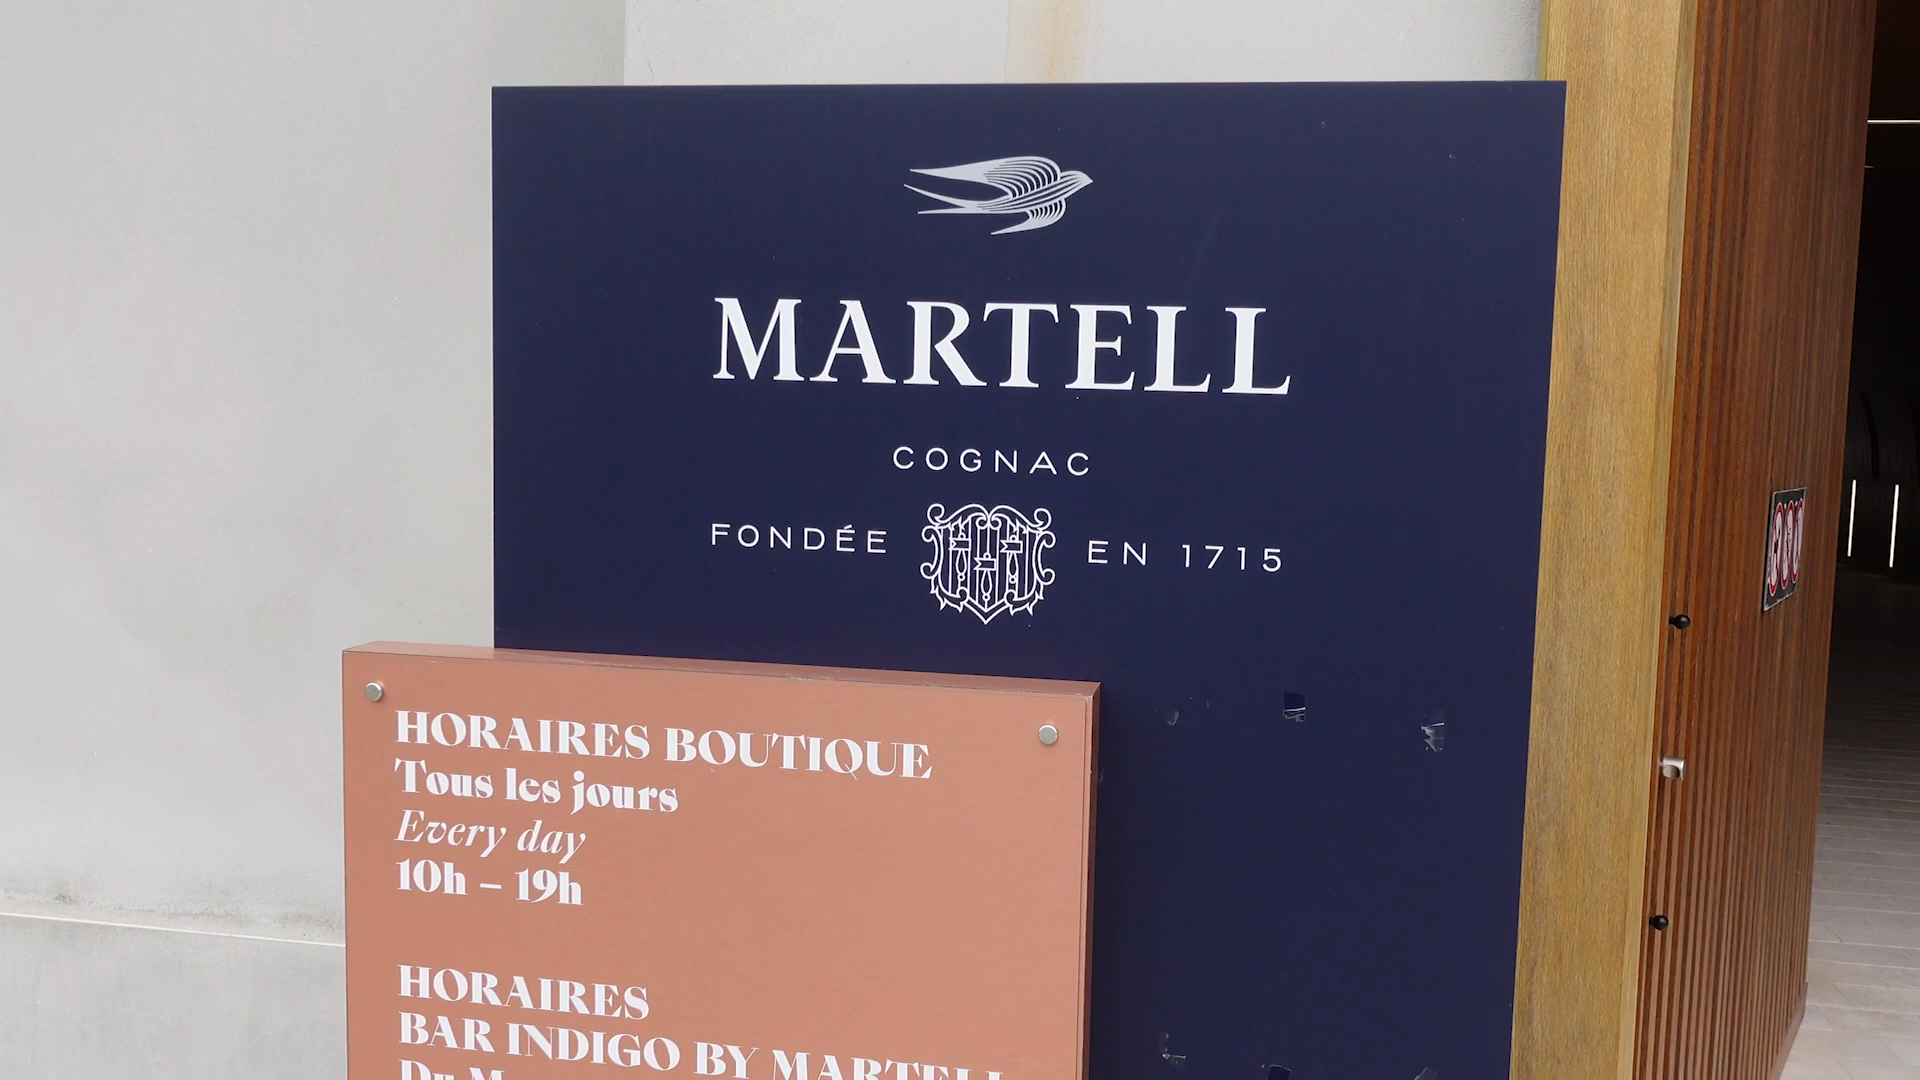 MARTELL
COGNAC
FONDÉE EN 1715
HORAIRES BOUTIQUE
Tous les jours
Every day
10h – 19h
HORAIRES
BAR INDIGO BY MARTELL
Du